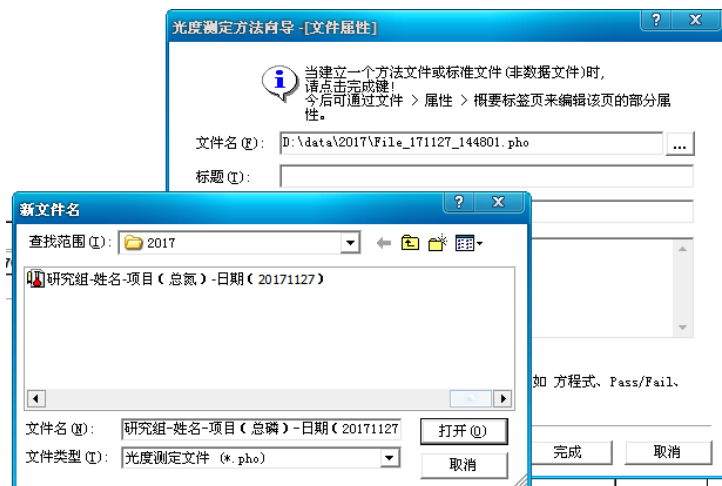 光度测定方法向导 -[文件属性]
当建立一个方法文件或标准文件(非数据文件)时,
请点击完成键!
今后可通过文件 > 属性 > 概要标签页来编辑该页的部分属
性。
文件名(F):
D:\data\2017\File_171127_144801.pho
...
标题(T):
新文件名
查找范围(I):
2017
研究组-姓名-项目(总氮)-日期(20171127)
如 方程式、Pass/Fail、
文件名(N):
研究组-姓名-项目(总磷)-日期(20171127
打开(O)
文件类型(T):
光度测定文件 (*.pho)
取消
完成
取消